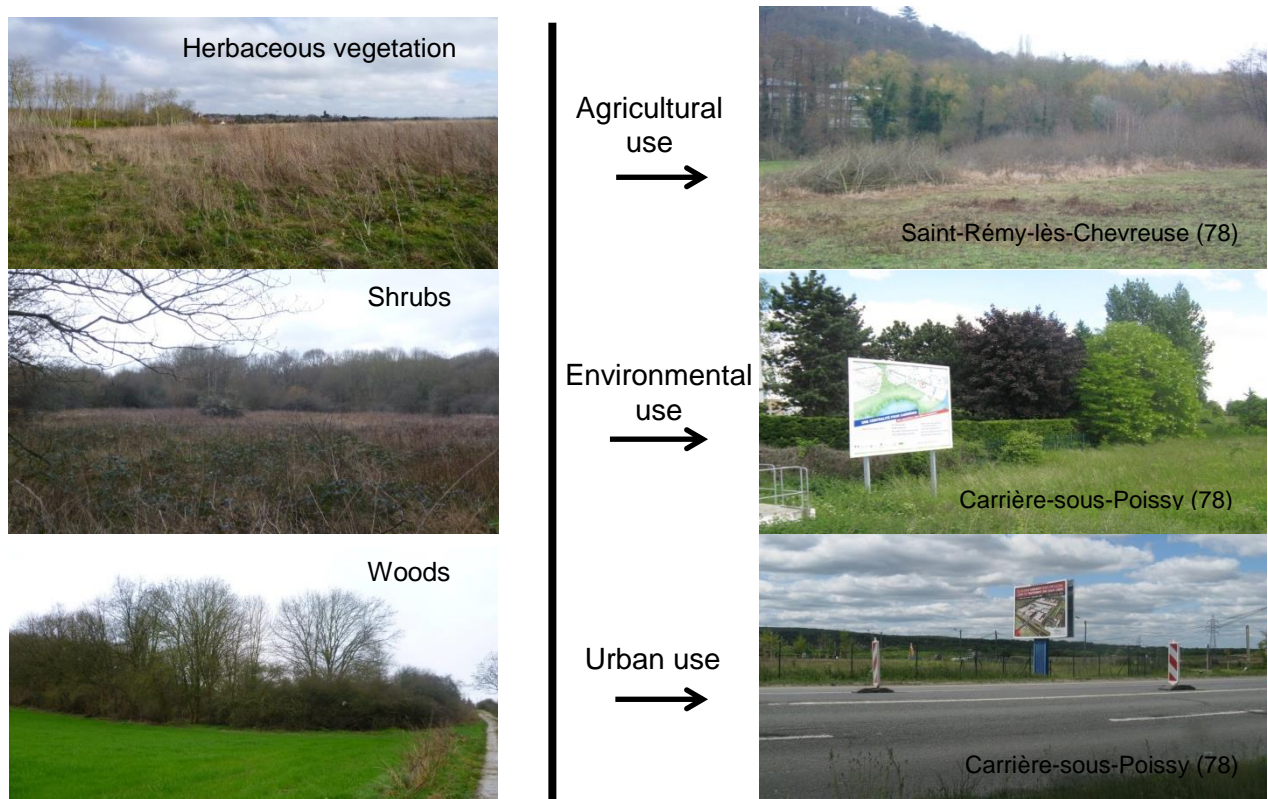 Herbaceous vegetation
Agricultural
use
Saint-Rémy-lès-Chevreuse (78)
Shrubs
Environmental
use
Carrière-sous-Poissy (78)
Woods
Urban use
Carrière-sous-Poissy (78)